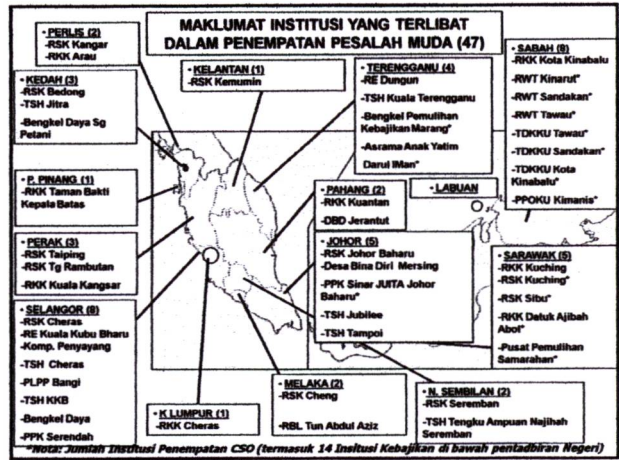 MAKLUMAT INSTITUSI YANG TERLIBAT
DALAM PENEMPATAN PESALAH MUDA (47)
• PERLIS (2)
-RSK Kangar
-RKK Arau
• KEDAH (3)
-RSK Bedong
-TSH Jitra
-Bengkel Daya Sg
Petani
• P. PINANG (1)
-RKK Taman Bakti
Kepala Batas
• PERAK (3)
-RSK Taiping
-RSK Tg Rambutan
-RKK Kuala Kangsar
• SELANGOR (8)
-RSK Cheras
-RE Kuala Kubu Bharu
-Komp. Penyayang
-TSH Cheras
-PLPP Bangi
-TSH KKB
-Bengkel Daya
-PPK Serendah
• KELANTAN (1)
-RSK Kemumin
• TERENGGANU (4)
-RE Dungun
-TSH Kuala Terengganu
-Bengkel Pemulihan
Kebajikan Marang*
-Asrama Anak Yatim
Darul IMan*
• PAHANG (2)
-RKK Kuantan
-DBD Jerantut
• JOHOR (5)
-RSK Johor Baharu
-Desa Bina Diri Mersing
-PPK Sinar JUITA Johor
Baharu*
-TSH Jubilee
-TSH Tampoi
K LUMPUR (1)
-RKK Cheras
• MELAKA (2)
-RSK Cheng
-RBL Tun Abdul Aziz
• N. SEMBILAN (2)
-RSK Seremban
-TSH Tengku Ampuan Najihah
Seremban
• LABUAN
• SABAH (8)
-RKK Kota Kinabalu
-RWT Kinarut*
-RWT Sandakan*
-RWT Tawau*
-TDKKU Tawau*
-TDKKU Sandakan*
-TDKKU Kota
Kinabalu*
-PPOKU Kimanis*
• SARAWAK (5)
-RKK Kuching
-RSK Kuching*
-RSK Sibu*
-RKK Datuk Ajibah
Abol*
-Pusat Pemulihan
Samarahan*
*Nota: Jumlah Institusi Penempatan CSO (termasuk 14 Insitusi Kebajikan di bawah pentadbiran Negeri)